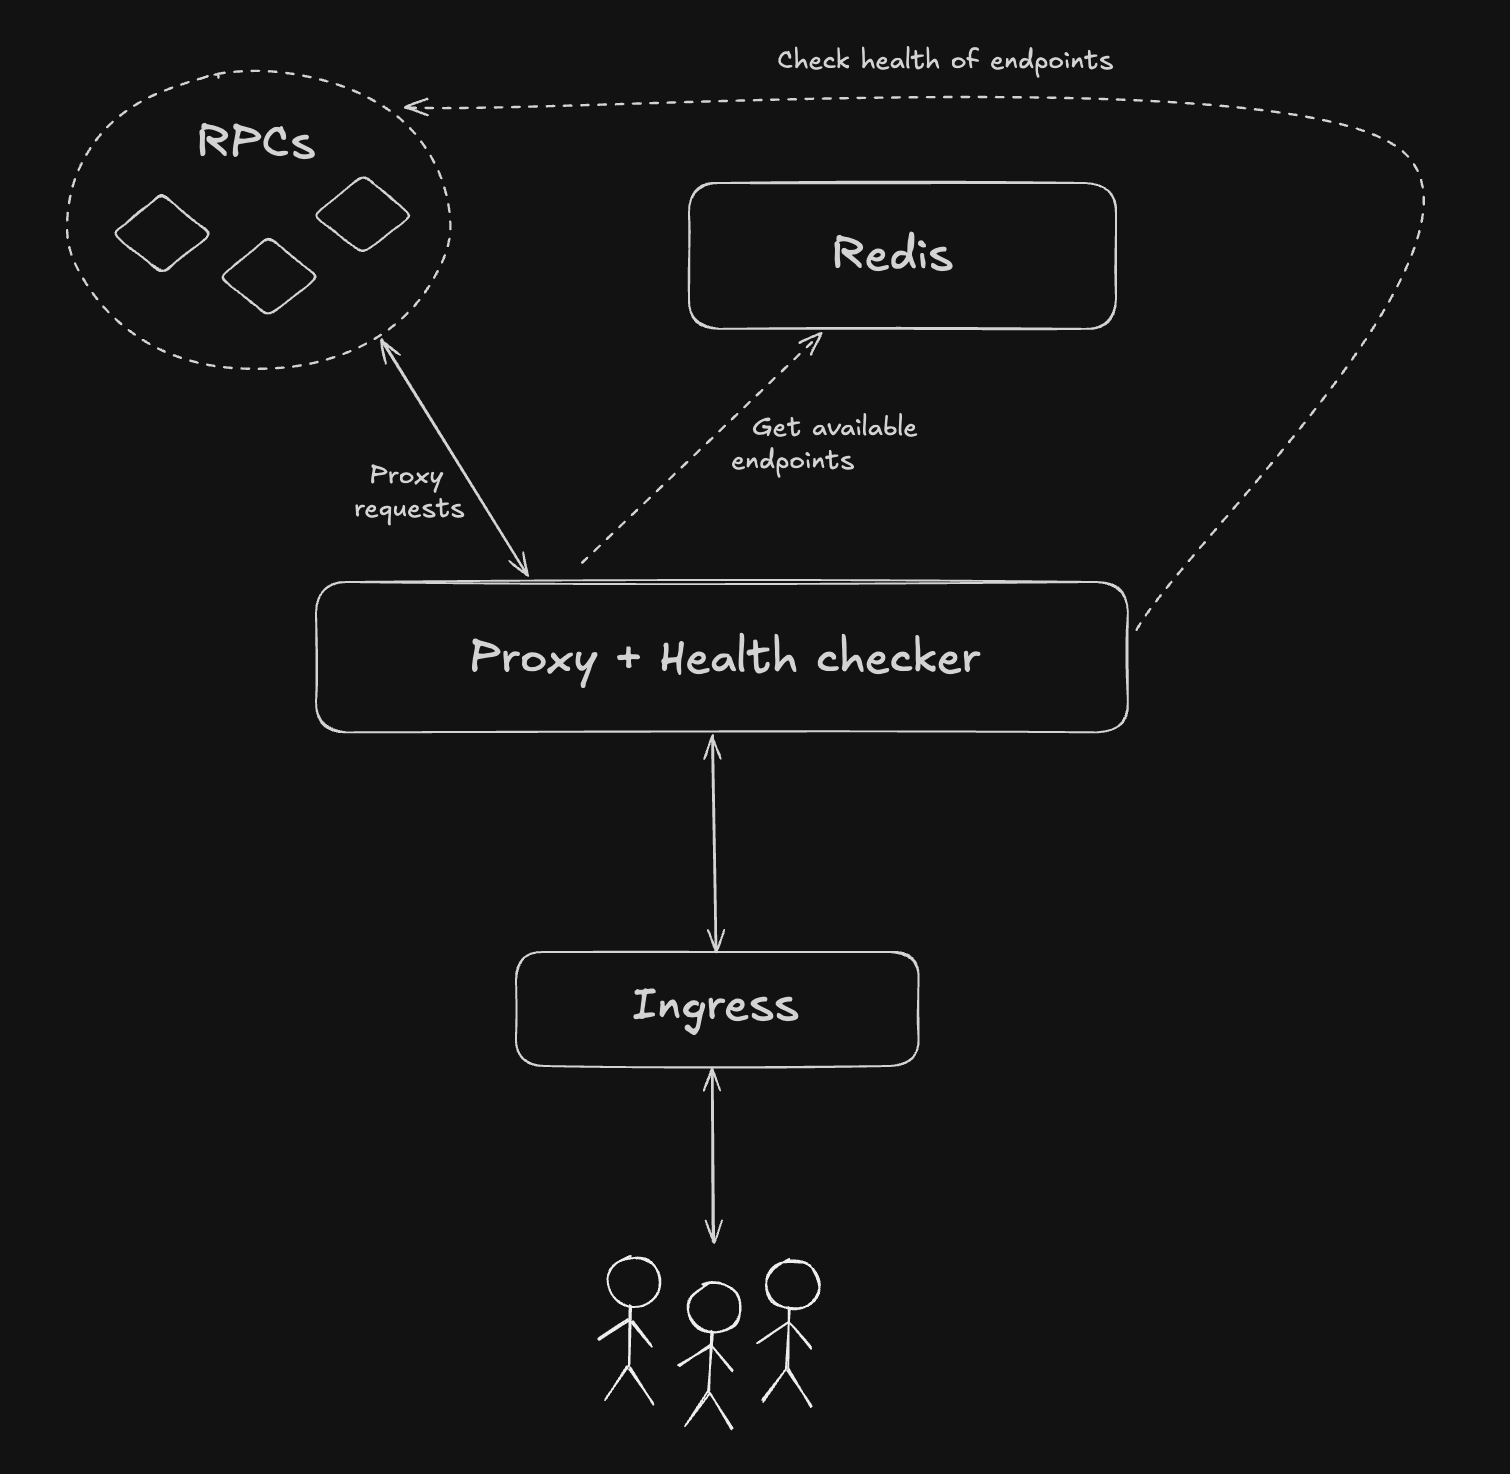 Check health of endpoints
RPCs
Redis
Get available
endpoints
Proxy
requests
Proxy + Health checker
Ingress